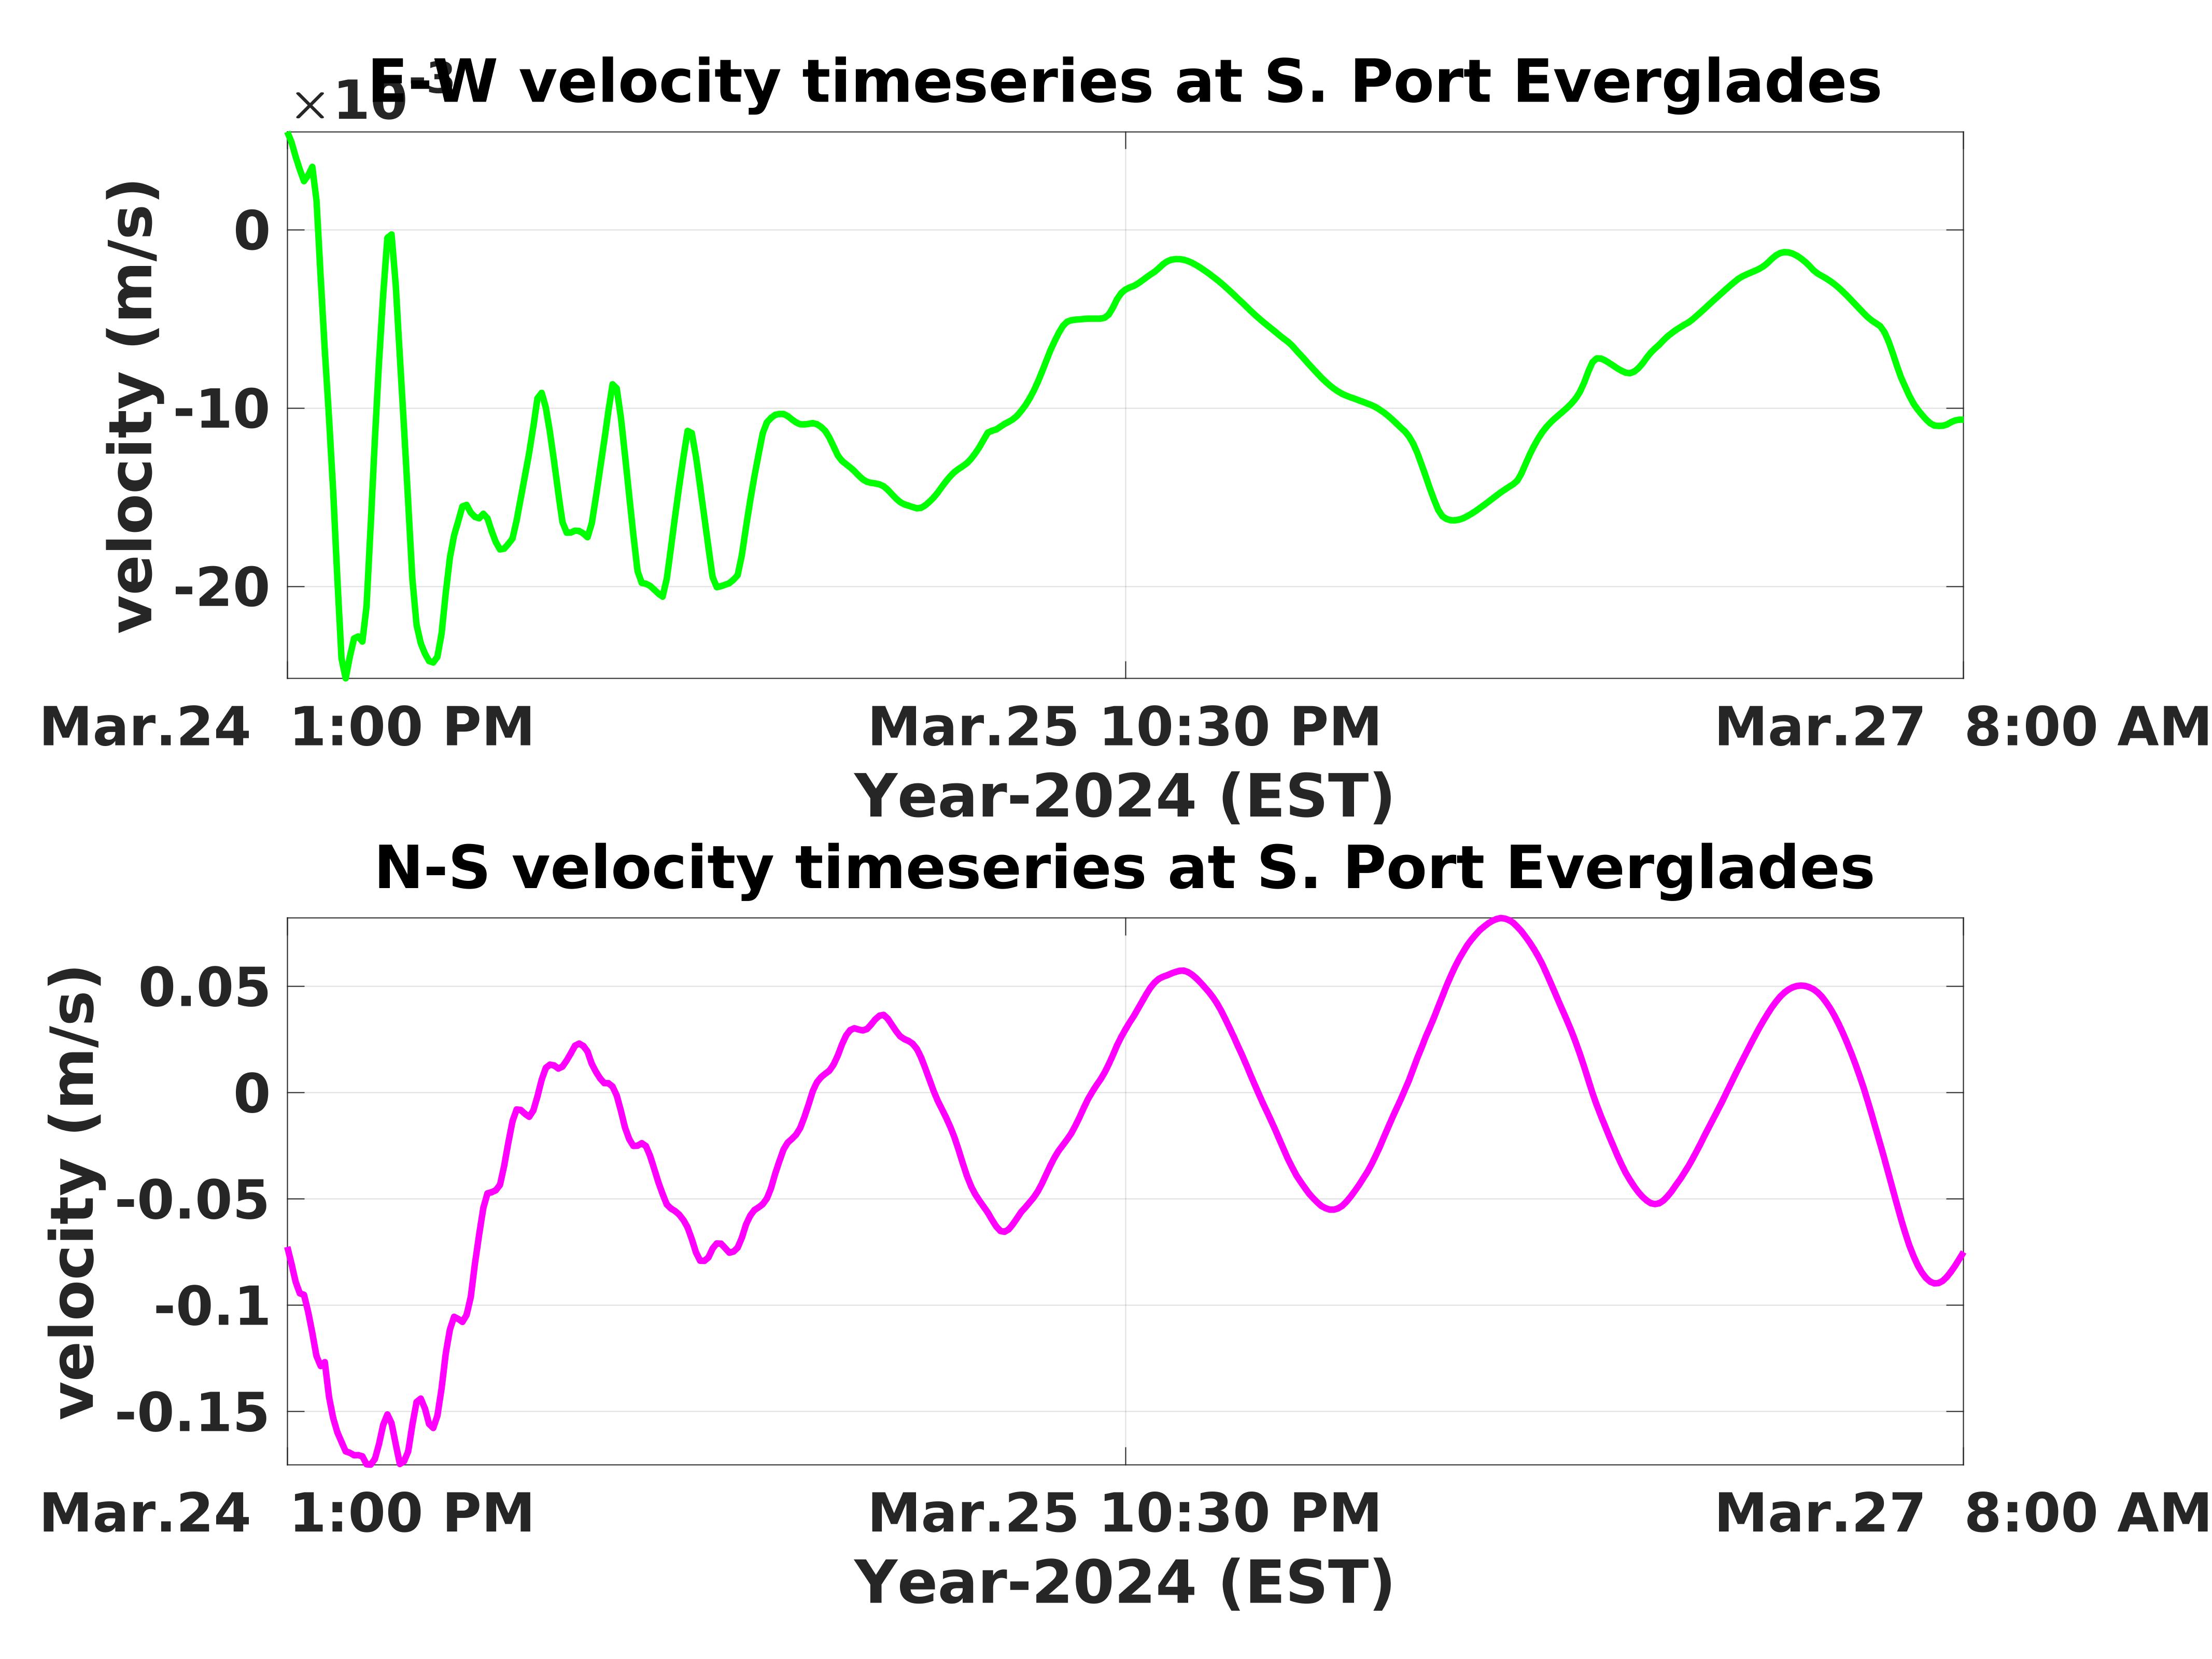 E-W velocity timeseries at S. Port Everglades
×10-3
velocity (m/s)
0
-10
-20
Mar.24 1:00 PM Mar.25 10:30 PM Mar.27 8:00 AM
Year-2024 (EST)
N-S velocity timeseries at S. Port Everglades
velocity (m/s)
0.05
0
-0.05
-0.1
-0.15
Mar.24 1:00 PM Mar.25 10:30 PM Mar.27 8:00 AM
Year-2024 (EST)